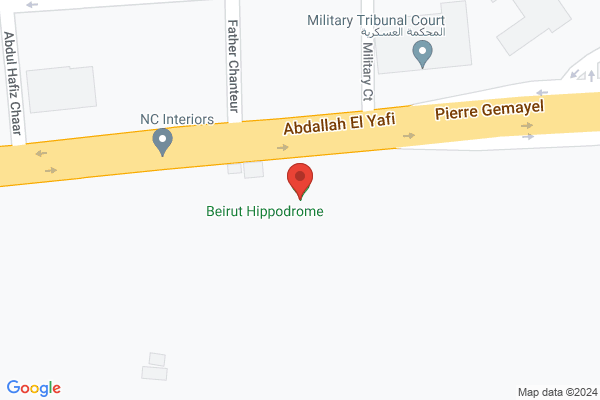 Military Tribunal Court
المحكمة العسكرية
Abdul Hafiz Chaar
Father Chanteur
Military Ct
NC Interiors
Abdallah El Yafi
Pierre Gemayel
Beirut Hippodrome
Google
Map data ©2024